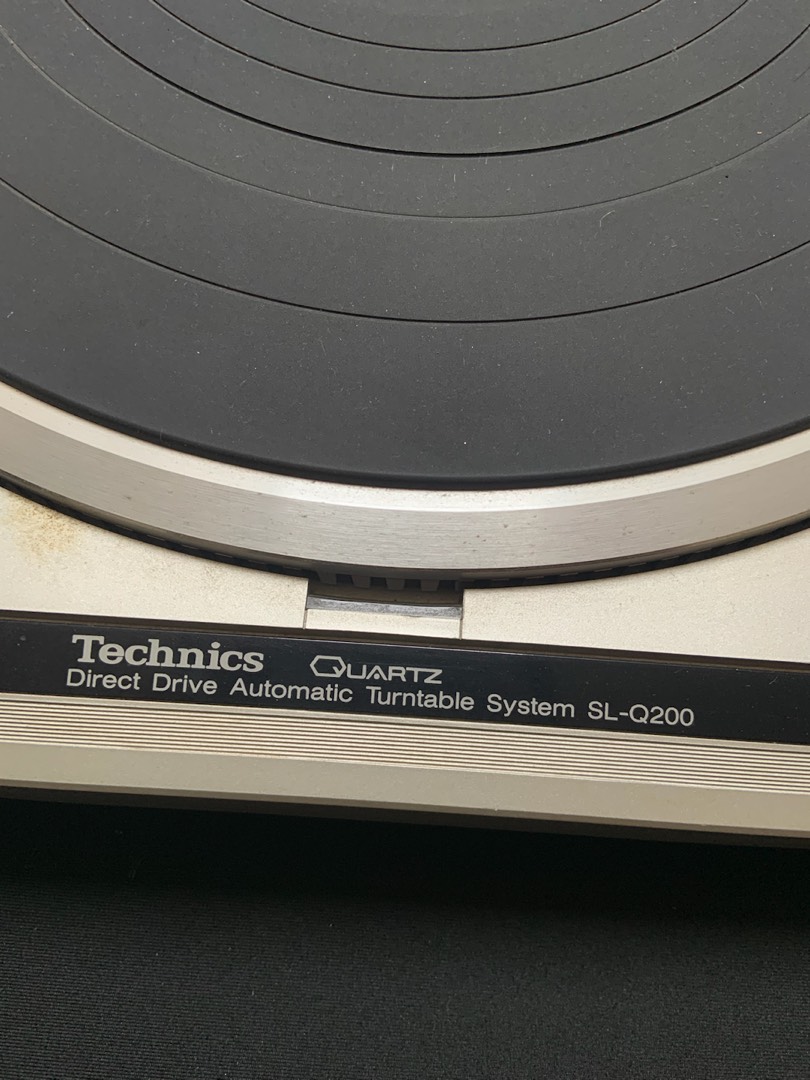 Technics QUARTZ
Direct Drive Automatic Turntable System SL-Q200